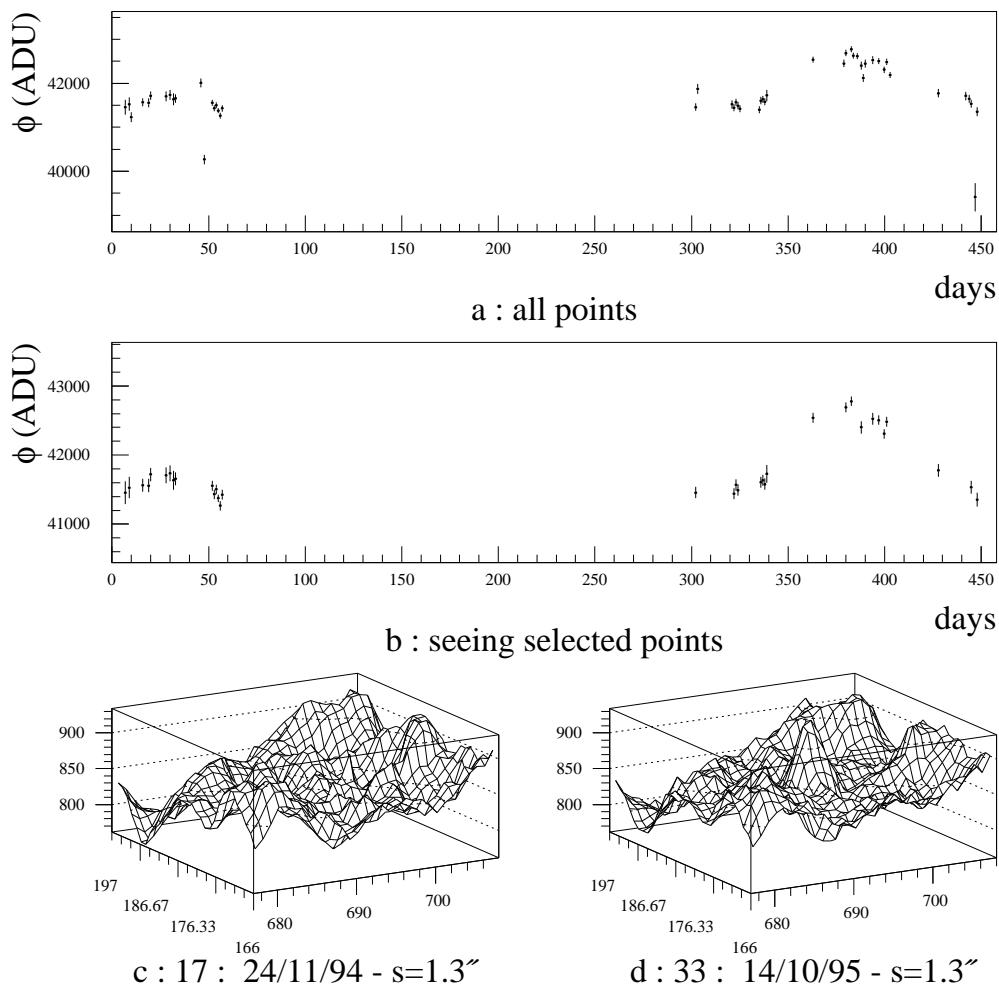 ϕ (ADU)
42000
40000
0 50 100 150 200 250 300 350 400 450
days
a : all points
ϕ (ADU)
43000
42000
41000
0 50 100 150 200 250 300 350 400 450
days
b : seeing selected points
900
850
800
197
186.67
176.33
166
680
690
700
c : 17 : 24/11/94 - s=1.3″
900
850
800
197
186.67
176.33
166
680
690
700
d : 33 : 14/10/95 - s=1.3″